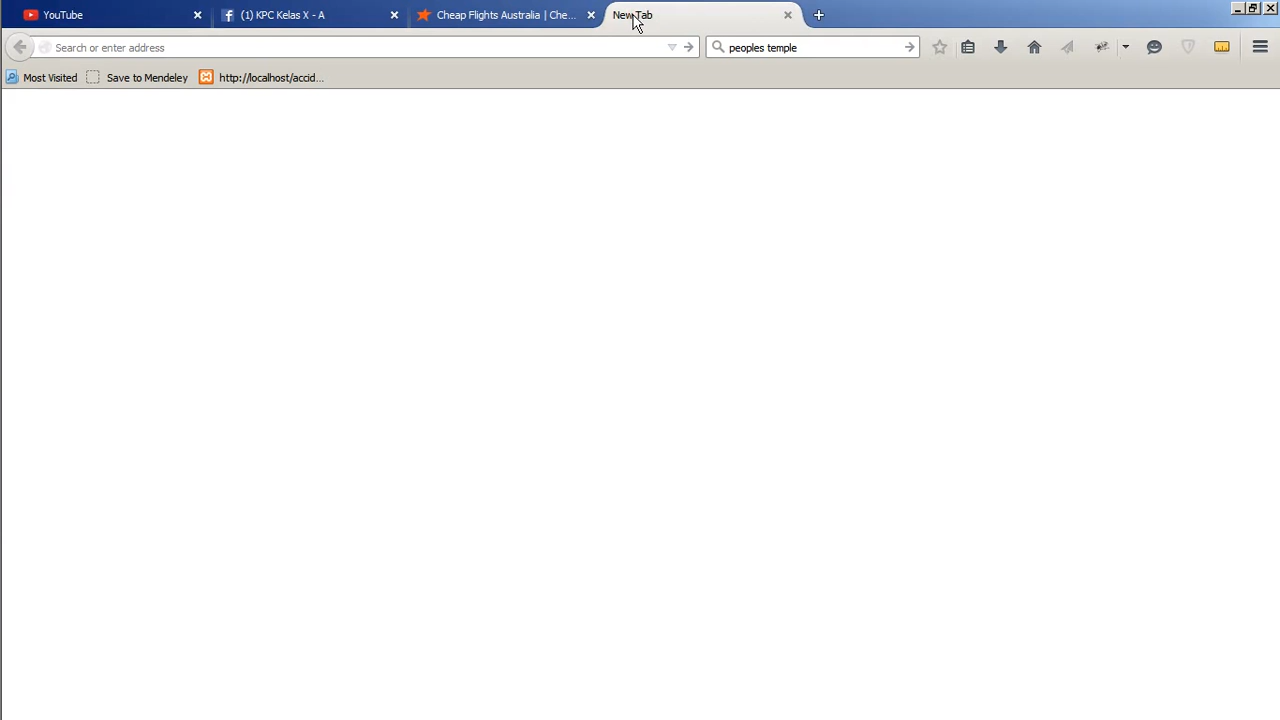 YouTube
(1) KPC Kelas X - A
Cheap Flights Australia | Che...
New Tab
Search or enter address
peoples temple
Most Visited
Save to Mendeley
http://localhost/accid...